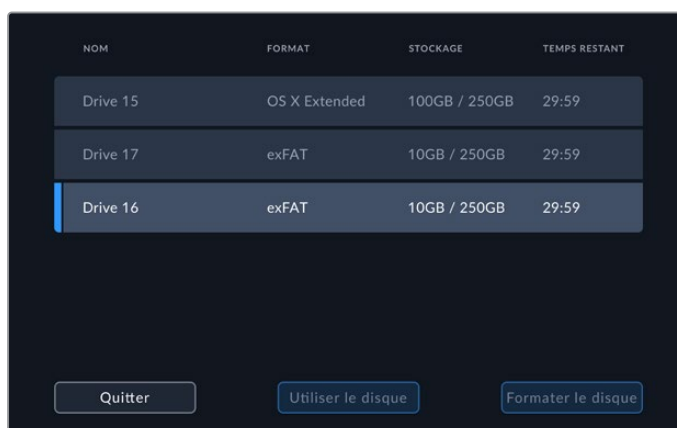 NOM FORMAT STOCKAGE TEMPS RESTANT
Drive 15 OS X Extended 100GB / 250GB 29:59
Drive 17 exFAT 10GB / 250GB 29:59
Drive 16 exFAT 10GB / 250GB 29:59
Quitter Utiliser le disque Formater le disque